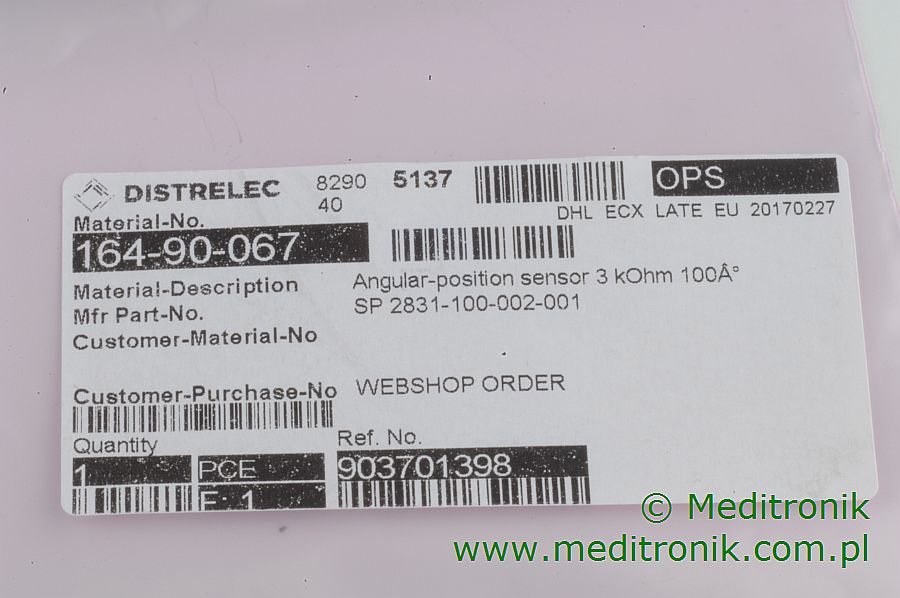 DISTRELEC 8290 5137 OPS
40
DHL ECX LATE EU 20170227
Material-No.
164-90-067
Material-Description Angular-position sensor 3 kOhm 100Â°
Mfr Part-No. SP 2831-100-002-001
Customer-Material-No
Customer-Purchase-No WEBSHOP ORDER
Quantity Ref. No.
1 PCE 903701398
F: 1
© Meditronik
www.meditronik.com.pl